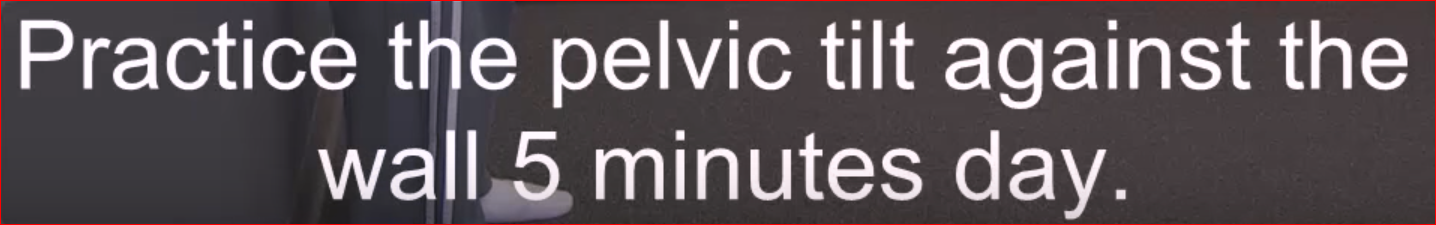 Practice the pelvic tilt against the
wall 5 minutes day.